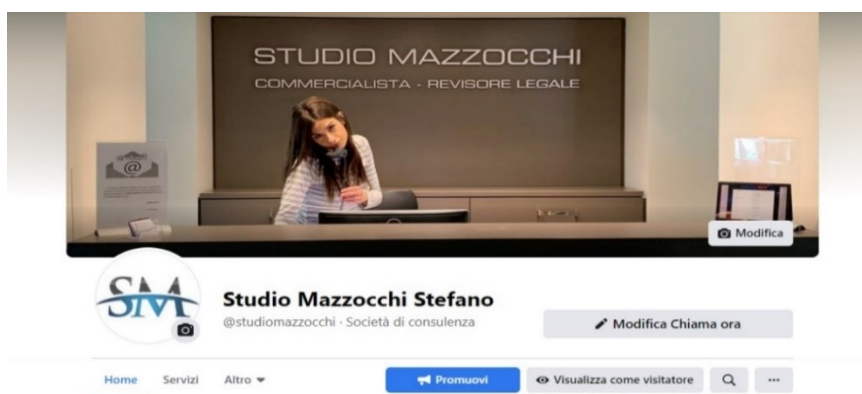 STUDIO MAZZOCCHI
COMMERCIALISTA - REVISORE LEGALE
@
Modifica
SM
Studio Mazzocchi Stefano
@studiomazzocchi · Società di consulenza
Modifica Chiama ora
Home Servizi Altro
Promuovi
Visualizza come visitatore